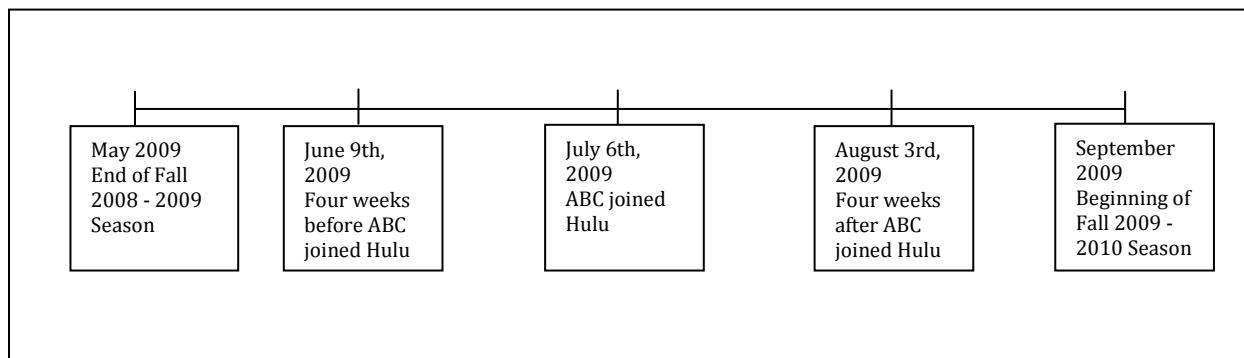 May 2009
End of Fall
2008 - 2009
Season
June 9th,
2009
Four weeks
before ABC
joined Hulu
July 6th,
2009
ABC joined
Hulu
August 3rd,
2009
Four weeks
after ABC
joined Hulu
September
2009
Beginning of
Fall 2009 -
2010 Season